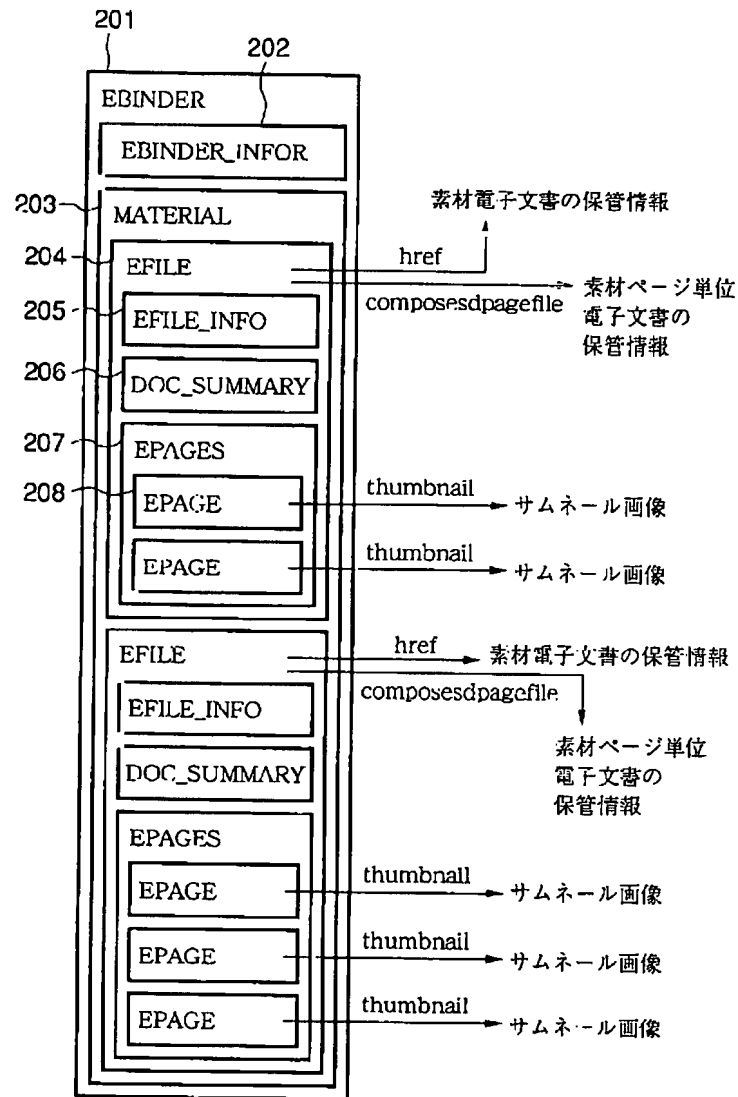 201
202
EBINDER
EBINDER_INFOR
203
MATERIAL
素材電子文書の保管情報
204
EFILE
href
composesdpagefile
素材ページ単位
電子文書の
保管情報
205
EFILE_INFO
206
DOC_SUMMARY
207
EPAGES
208
EPAGE
thumbnail
サムネール画像
EPAGE
thumbnail
サムネール画像
EFILE
href
素材電子文書の保管情報
composesdpagefile
EFILE_INFO
素材ページ単位
電子文書の
保管情報
DOC_SUMMARY
EPAGES
EPAGE
thumbnail
サムネール画像
EPAGE
thumbnail
サムネール画像
EPAGE
thumbnail
サムネール画像